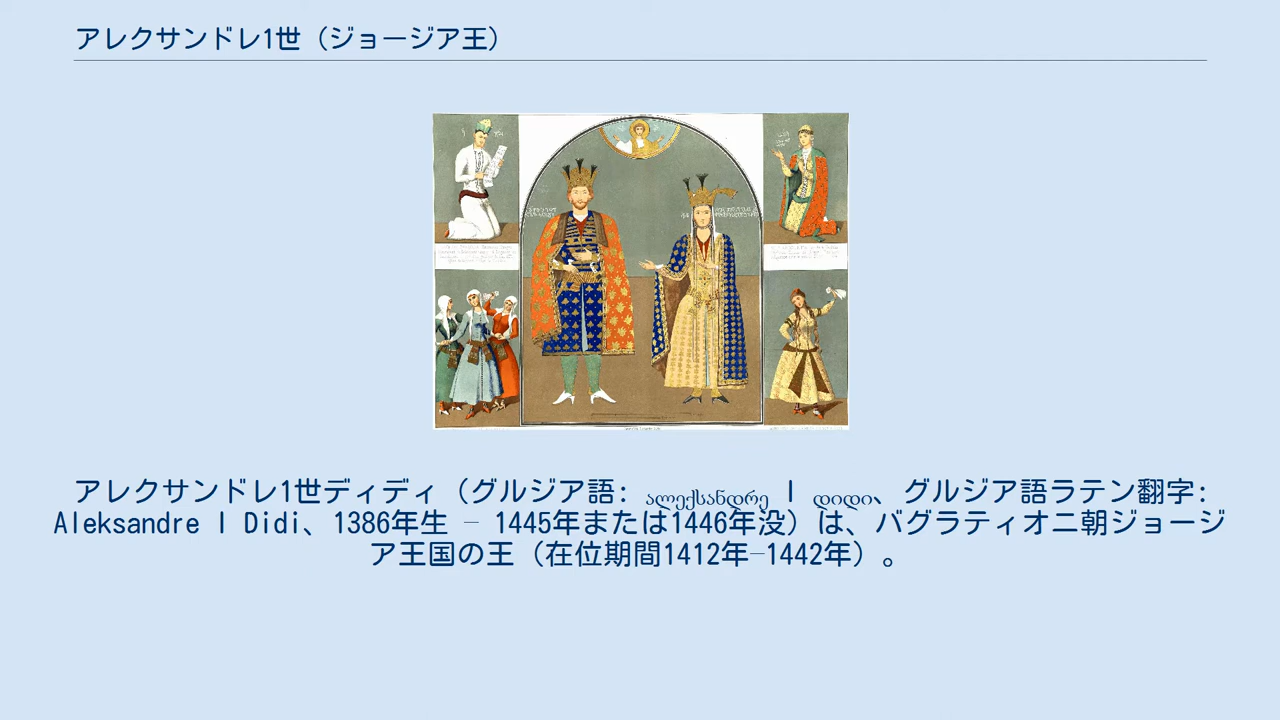 アレクサンドレ1世（ジョージア王）
アレクサンドレ1世ディディ（グルジア語: ალექსანდრე I დიდი、グルジア語ラテン翻字:
Aleksandre I Didi、1386年生 – 1445年または1446年没）は、バグラティオニ朝ジョージ
ア王国の王（在位期間1412年–1442年）。